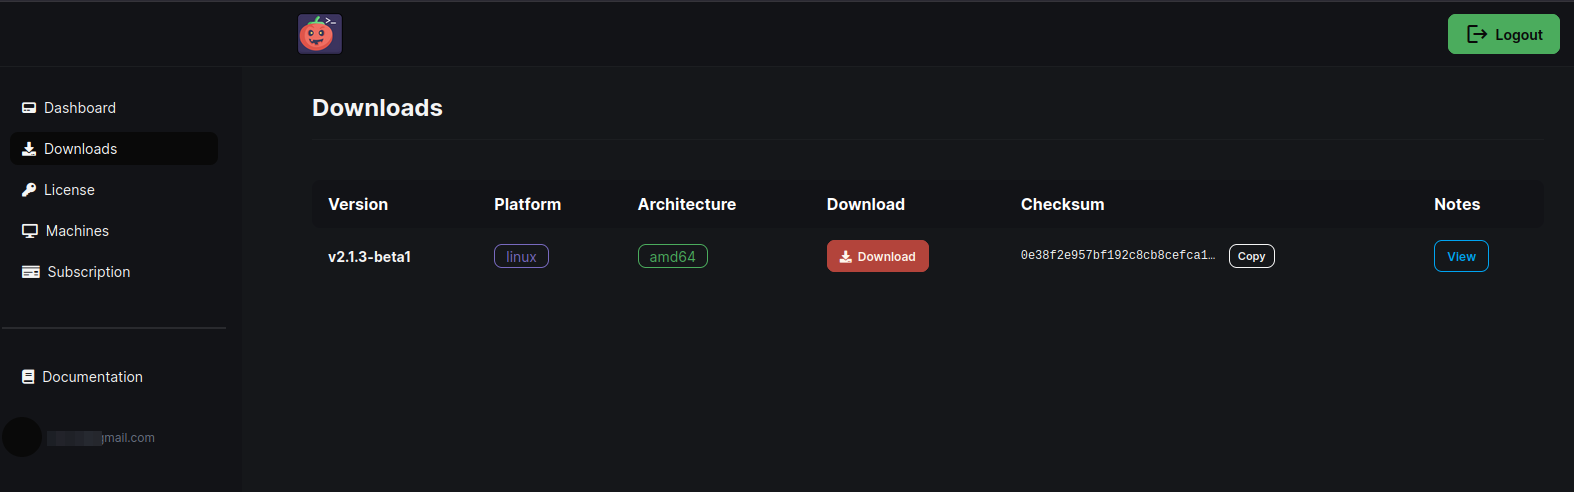 >_
Logout
Dashboard
Downloads
License
Machines
Subscription
Documentation
gmail.com
Downloads
Version Platform Architecture Download Checksum Notes
v2.1.3-beta1 linux amd64 Download 0e38f2e957bf192c8cb8cefca1… Copy View